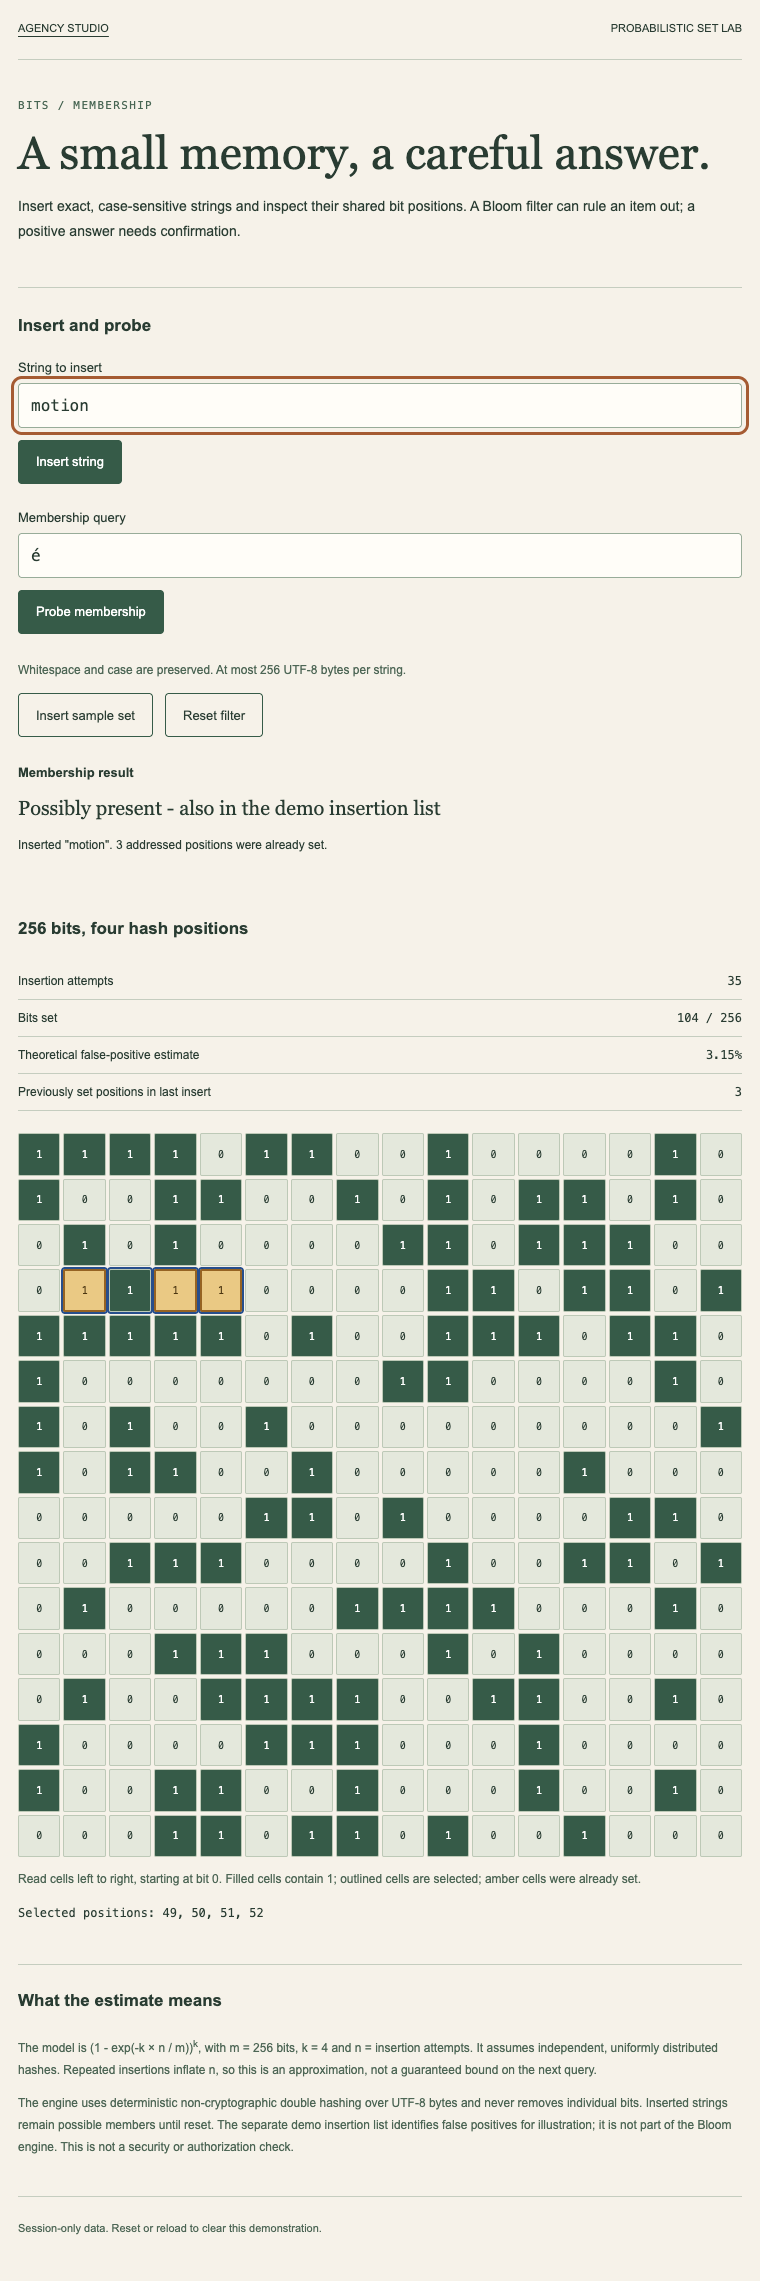 AGENCY STUDIO
PROBABILISTIC SET LAB
BITS / MEMBERSHIP
A small memory, a careful answer.
Insert exact, case-sensitive strings and inspect their shared bit positions. A Bloom filter can rule an item out; a
positive answer needs confirmation.
Insert and probe
String to insert
motion
Insert string
Membership query
é
Probe membership
Whitespace and case are preserved. At most 256 UTF-8 bytes per string.
Insert sample set
Reset filter
Membership result
Possibly present - also in the demo insertion list
Inserted "motion". 3 addressed positions were already set.
256 bits, four hash positions
Insertion attempts 35
Bits set 104 / 256
Theoretical false-positive estimate 3.15%
Previously set positions in last insert 3
1 1 1 1 0 1 1 0 0 1 0 0 0 0 1 0
1 0 0 1 1 0 0 1 0 1 0 1 1 0 1 0
0 1 0 1 0 0 0 0 1 1 0 1 1 1 0 0
0 1 1 1 1 0 0 0 0 1 1 0 1 1 0 1
1 1 1 1 1 0 1 0 0 1 1 1 0 1 1 0
1 0 0 0 0 0 0 0 1 1 0 0 0 0 1 0
1 0 1 0 0 1 0 0 0 0 0 0 0 0 0 1
1 0 1 1 0 0 1 0 0 0 0 0 1 0 0 0
0 0 0 0 0 1 1 0 1 0 0 0 0 1 1 0
0 0 1 1 1 0 0 0 0 1 0 0 1 1 0 1
0 1 0 0 0 0 0 1 1 1 1 0 0 0 1 0
0 0 0 1 1 1 0 0 0 1 0 1 0 0 0 0
0 1 0 0 1 1 1 1 0 0 1 1 0 0 1 0
1 0 0 0 0 1 1 1 0 0 0 1 0 0 0 0
1 0 0 1 1 0 0 1 0 0 0 1 0 0 1 0
0 0 0 1 1 0 1 1 0 1 0 0 1 0 0 0
Read cells left to right, starting at bit 0. Filled cells contain 1; outlined cells are selected; amber cells were already set.
Selected positions: 49, 50, 51, 52
What the estimate means
The model is (1 - exp(-k × n / m))k, with m = 256 bits, k = 4 and n = insertion attempts. It assumes independent, uniformly distributed
hashes. Repeated insertions inflate n, so this is an approximation, not a guaranteed bound on the next query.
The engine uses deterministic non-cryptographic double hashing over UTF-8 bytes and never removes individual bits. Inserted strings
remain possible members until reset. The separate demo insertion list identifies false positives for illustration; it is not part of the Bloom
engine. This is not a security or authorization check.
Session-only data. Reset or reload to clear this demonstration.